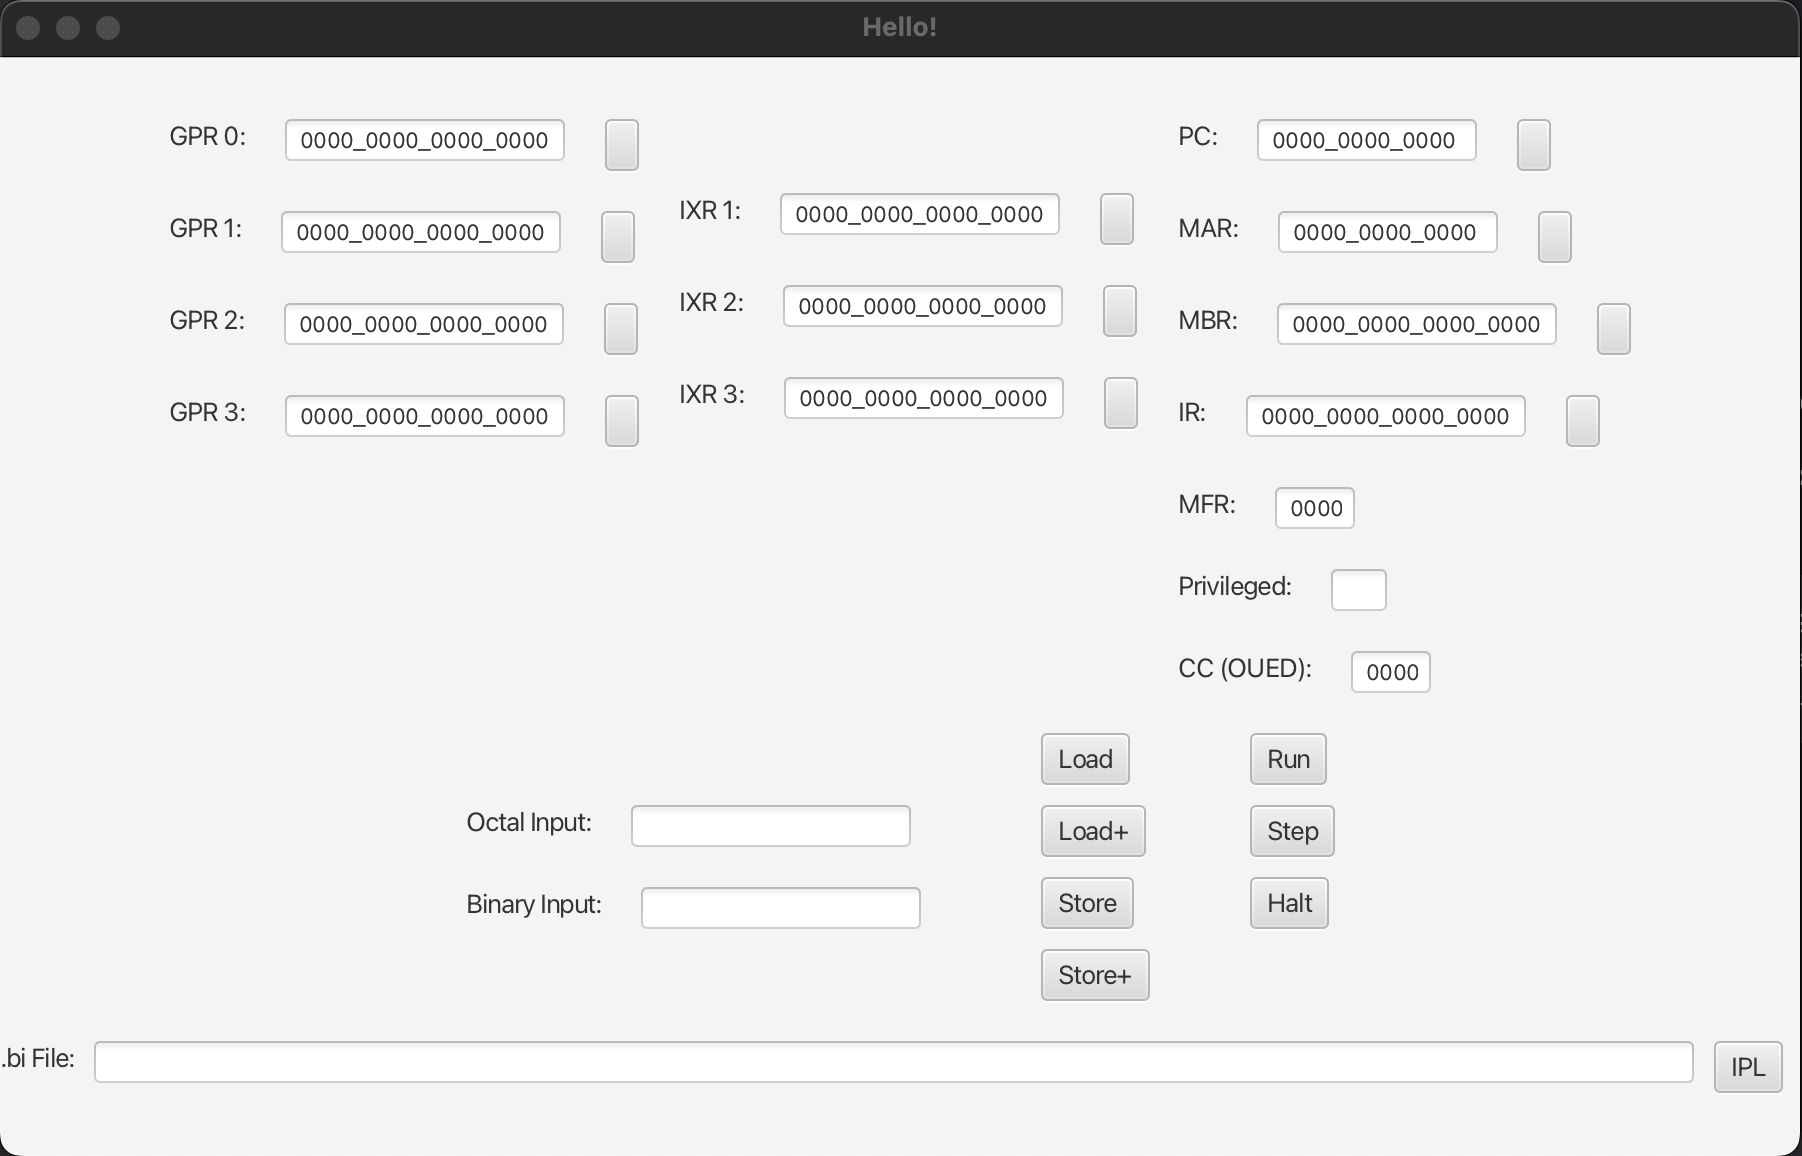 Hello!
GPR 0: 0000_0000_0000_0000
GPR 1: 0000_0000_0000_0000
GPR 2: 0000_0000_0000_0000
GPR 3: 0000_0000_0000_0000
IXR 1: 0000_0000_0000_0000
IXR 2: 0000_0000_0000_0000
IXR 3: 0000_0000_0000_0000
PC: 0000_0000_0000
MAR: 0000_0000_0000
MBR: 0000_0000_0000_0000
IR: 0000_0000_0000_0000
MFR: 0000
Privileged:
CC (OUED): 0000
Octal Input:
Binary Input:
Load
Load+
Store
Store+
Run
Step
Halt
.bi File:
IPL